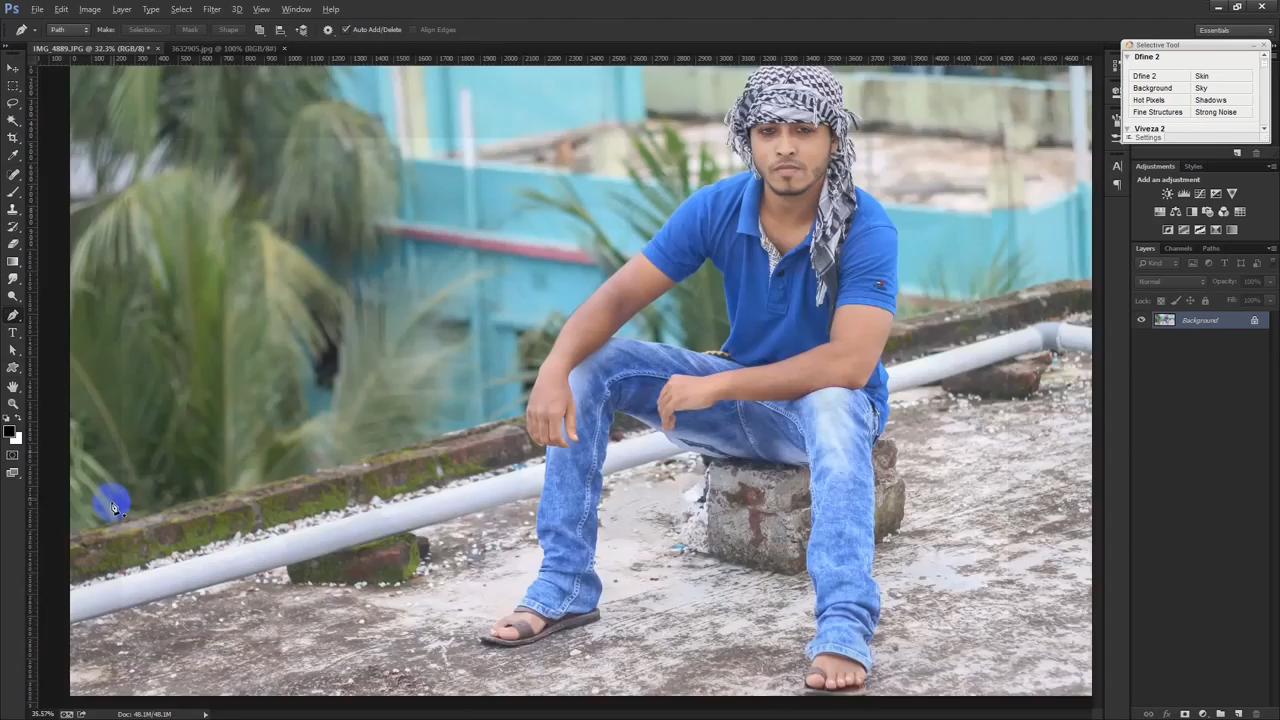 Ps File Edit Image Layer Type Select Filter 3D View Window Help
Path Make: Selection... Mask Shape Auto Add/Delete Align Edges Essentials
IMG_4889.JPG @ 32.3% (RGB/8) * × 3632905.jpg @ 100% (RGB/8#) ×
Selective Tool
Dfine 2
Dfine 2 Skin
Background Sky
Hot Pixels Shadows
Fine Structures Strong Noise
Viveza 2
Settings
Adjustments Styles
Add an adjustment
Layers Channels Paths
Kind
Normal Opacity: 100%
Lock: Fill: 100%
Background
35.57% Doc: 48.1M/48.1M